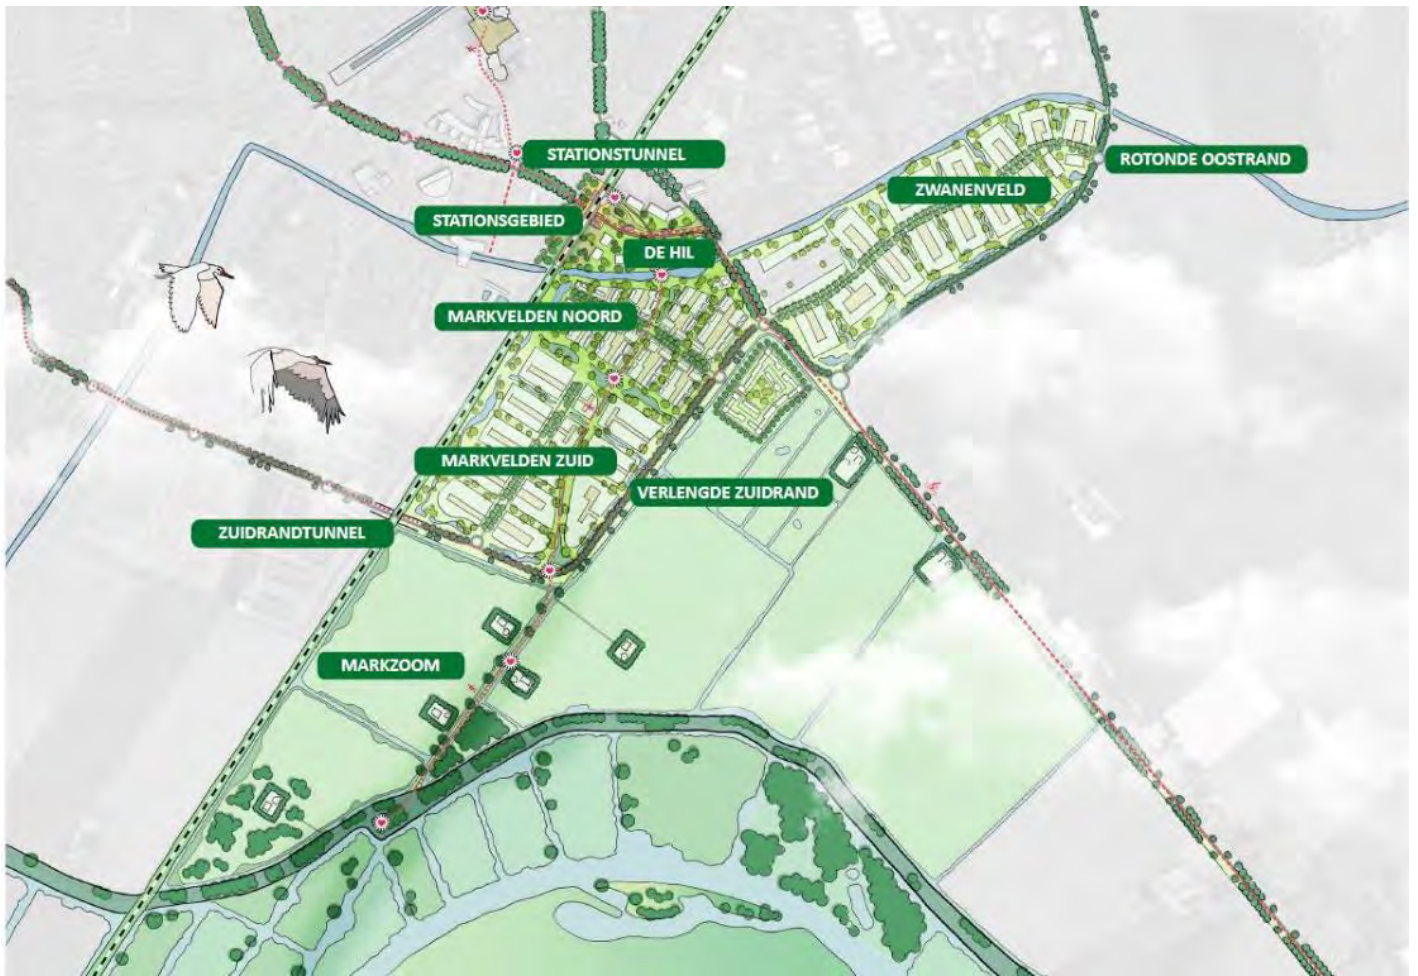 STATIONSTUNNEL
ROTONDE OOSTRAND
ZWANENVELD
STATIONSGEBIED
DE HIL
MARKVELDEN NOORD
MARKVELDEN ZUID
VERLENGDE ZUIDRAND
ZUIDRANDTUNNEL
MARKZOOM